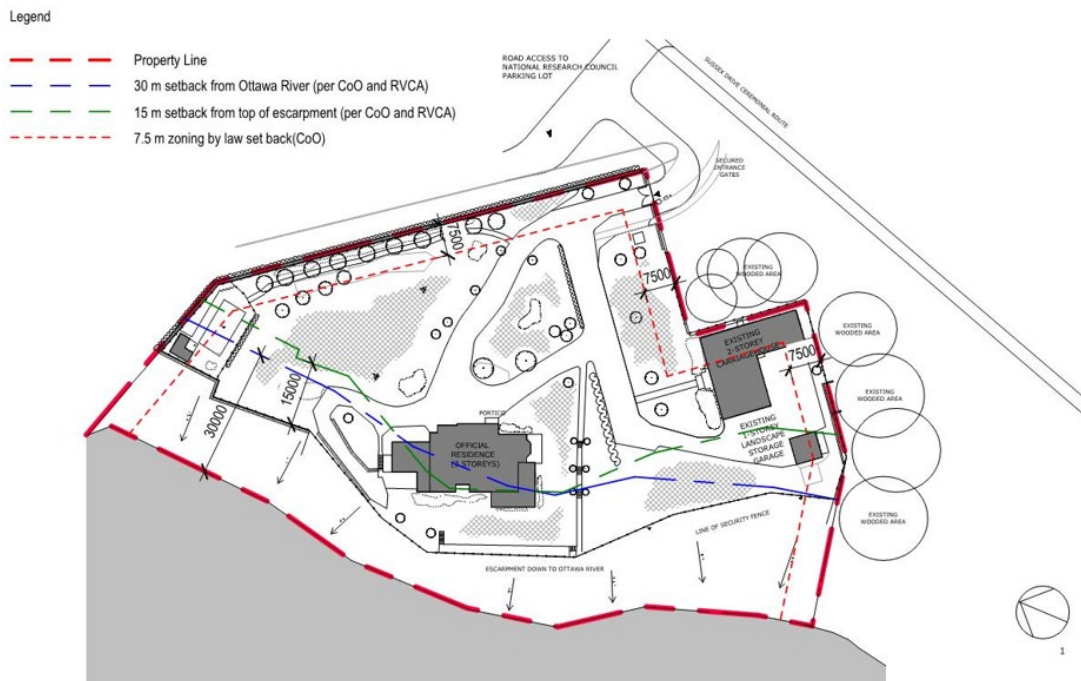 Legend
Property Line
30 m setback from Ottawa River (per CoO and RVCA)
15 m setback from top of escarpment (per CoO and RVCA)
7.5 m zoning by law set back(CoO)
ROAD ACCESS TO
NATIONAL RESEARCH COUNCIL
PARKING LOT
SUSSEX DRIVE CEREMONIAL ROUTE
SECURED
ENTRANCE
GATES
7500
7500
EXISTING
WOODED AREA
EXISTING
2-STOREY
CARRIAGEHOUSE
7500
EXISTING
WOODED AREA
EXISTING
WOODED AREA
30000
15000
PORTICO
OFFICIAL
RESIDENCE
(3 STOREYS)
EXISTING
1-STOREY
LANDSCAPE
STORAGE
GARAGE
EXISTING
WOODED AREA
LINE OF SECURITY FENCE
ESCARPMENT DOWN TO OTTAWA RIVER
1